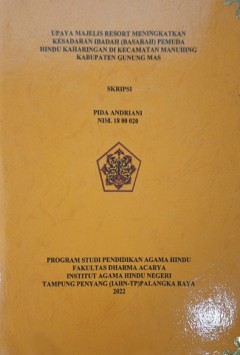 UPAYA MAJELIS RESORT MENINGKATKAN
KESADARAN IBADAH (BASARAH) PEMUDA
HINDU KAHARINGAN DI KECAMATAN MANUHING
KABUPATEN GUNUNG MAS
SKRIPSI
PIDA ANDRIANI
NIM. 18 00 020
PROGRAM STUDI PENDIDIKAN AGAMA HINDU
FAKULTAS DHARMA ACARYA
INSTITUT AGAMA HINDU NEGERI
TAMPUNG PENYANG (IAHN-TP)PALANGKA RAYA
2022